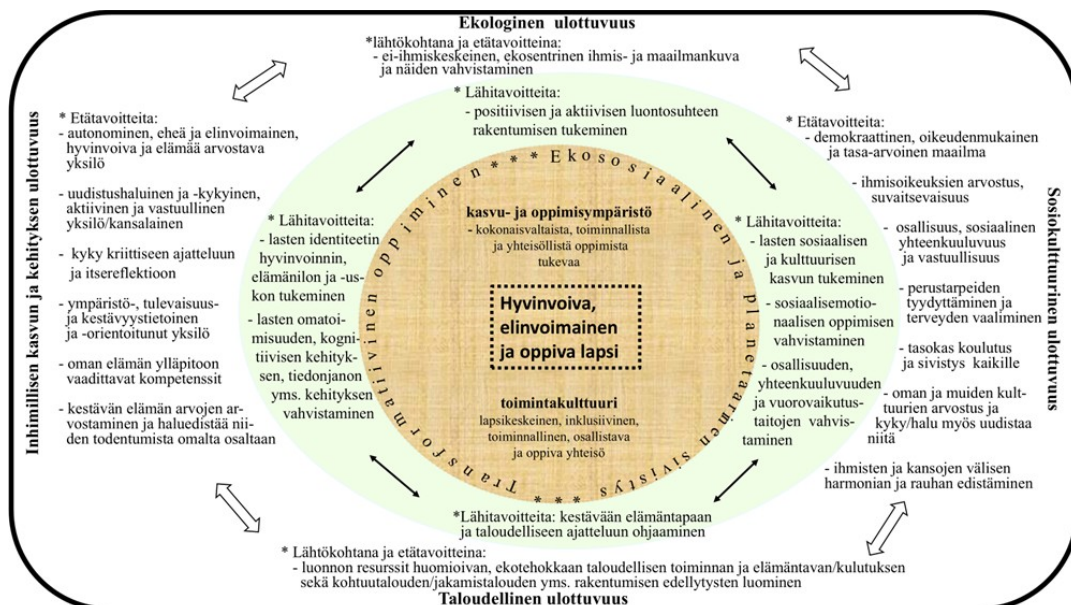 Ekologinen ulottuvuus
*lähtökohtana ja etätavoitteina:
- ei-ihmiskeskeinen, ekosentrinen ihmis- ja maailmankuva
ja näiden vahvistaminen
* Lähitavoitteita:
- positiivisen ja aktiivisen luontosuhteen
rakentumisen tukeminen
Inhimillisen kasvun ja kehityksen ulottuvuus
* Etätavoitteita:
- autonominen, eheä ja elinvoimainen,
hyvinvoiva ja elämää arvostava
yksilö
- uudistushaluinen ja -kykyinen,
aktiivinen ja vastuullinen
yksilö/kansalainen
- kyky kriittiseen ajatteluun
ja itsereflektioon
- ympäristö-, tulevaisuus-
ja kestävyystietoinen
ja -orientoitunut yksilö
- oman elämän ylläpitoon
vaadittavat kompetenssit
- kestävän elämän arvojen ar-
vostaminen ja haluedistää nii-
den todentumista omalta osaltaan
* Lähitavoitteita:
- lasten identiteetin
hyvinvoinnin,
elämänilon ja -us-
kon tukeminen
- lasten omatoi-
misuuden, kogni-
tiivisen kehityk-
sen, tiedonjanon
yms. kehityksen
vahvistaminen
Transformatiivinen oppiminen * * * Ekososiaalinen ja planetaarinen sivistys * * *
kasvu- ja oppimisympäristö
- kokonaisvaltaista, toiminnallista
ja yhteisöllistä oppimista
tukevaa
Hyvinvoiva,
elinvoimainen
ja oppiva lapsi
toimintakulttuuri
lapsikeskeinen, inklusiivinen,
toiminnallinen, osallistava
ja oppiva yhteisö
* Lähitavoitteita:
- lasten sosiaalisen
ja kulttuurisen
kasvun tukeminen
- sosiaalisemotio-
naalisen oppimisen
vahvistaminen
- osallisuuden,
yhteenkuuluvuuden
ja vuorovaikutus-
taitojen vahvis-
taminen
* Etätavoitteita:
- demokraattinen, oikeudenmukainen
ja tasa-arvoinen maailma
- ihmisoikeuksien arvostus,
suvaitsevaisuus
- osallisuus, sosiaalinen
yhteenkuuluvuus
ja vastuullisuus
- perustarpeiden
tyydyttäminen ja
terveyden vaaliminen
- tasokas koulutus
ja sivistys kaikille
- oman ja muiden kult-
tuurien arvostus ja
kyky/halu myös uudistaa
niitä
- ihmisten ja kansojen välisen
harmonian ja rauhan edistäminen
Sosiokulttuurinen ulottuvuus
*Lähitavoitteita: kestävään elämäntapaan
ja taloudelliseen ajatteluun ohjaaminen
* Lähtökohtana ja etätavoitteina:
- luonnon resurssit huomioivan, ekotehokkaan taloudellisen toiminnan ja elämäntavan/kulutuksen
sekä kohtuutalouden/jakamistalouden yms. rakentumisen edellytysten luominen
Taloudellinen ulottuvuus